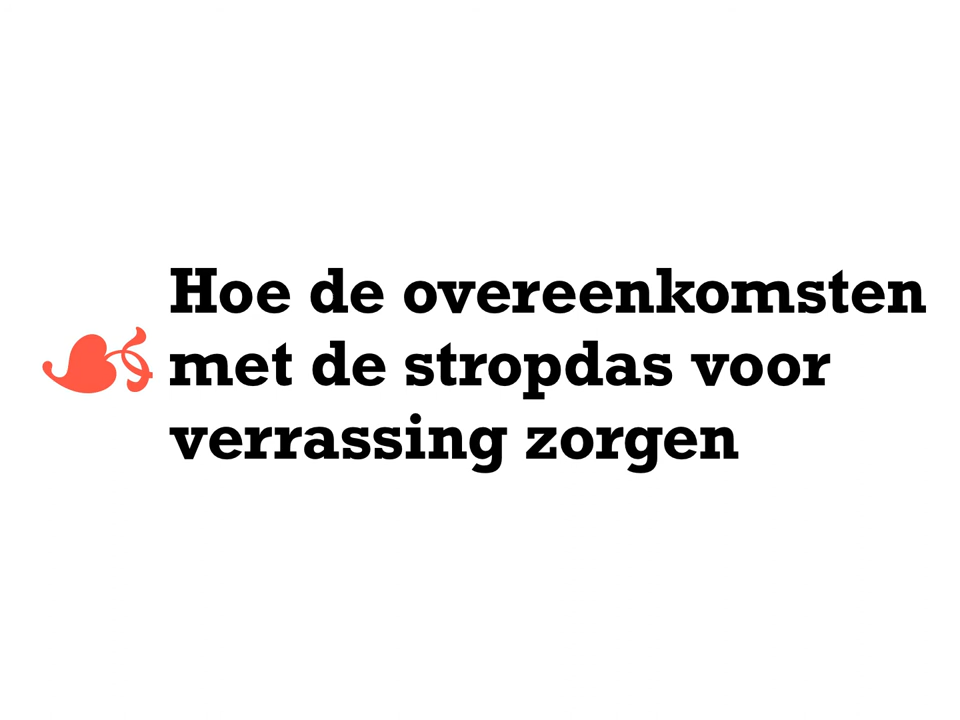 Hoe de overeenkomsten
met de stropdas voor
verrassing zorgen